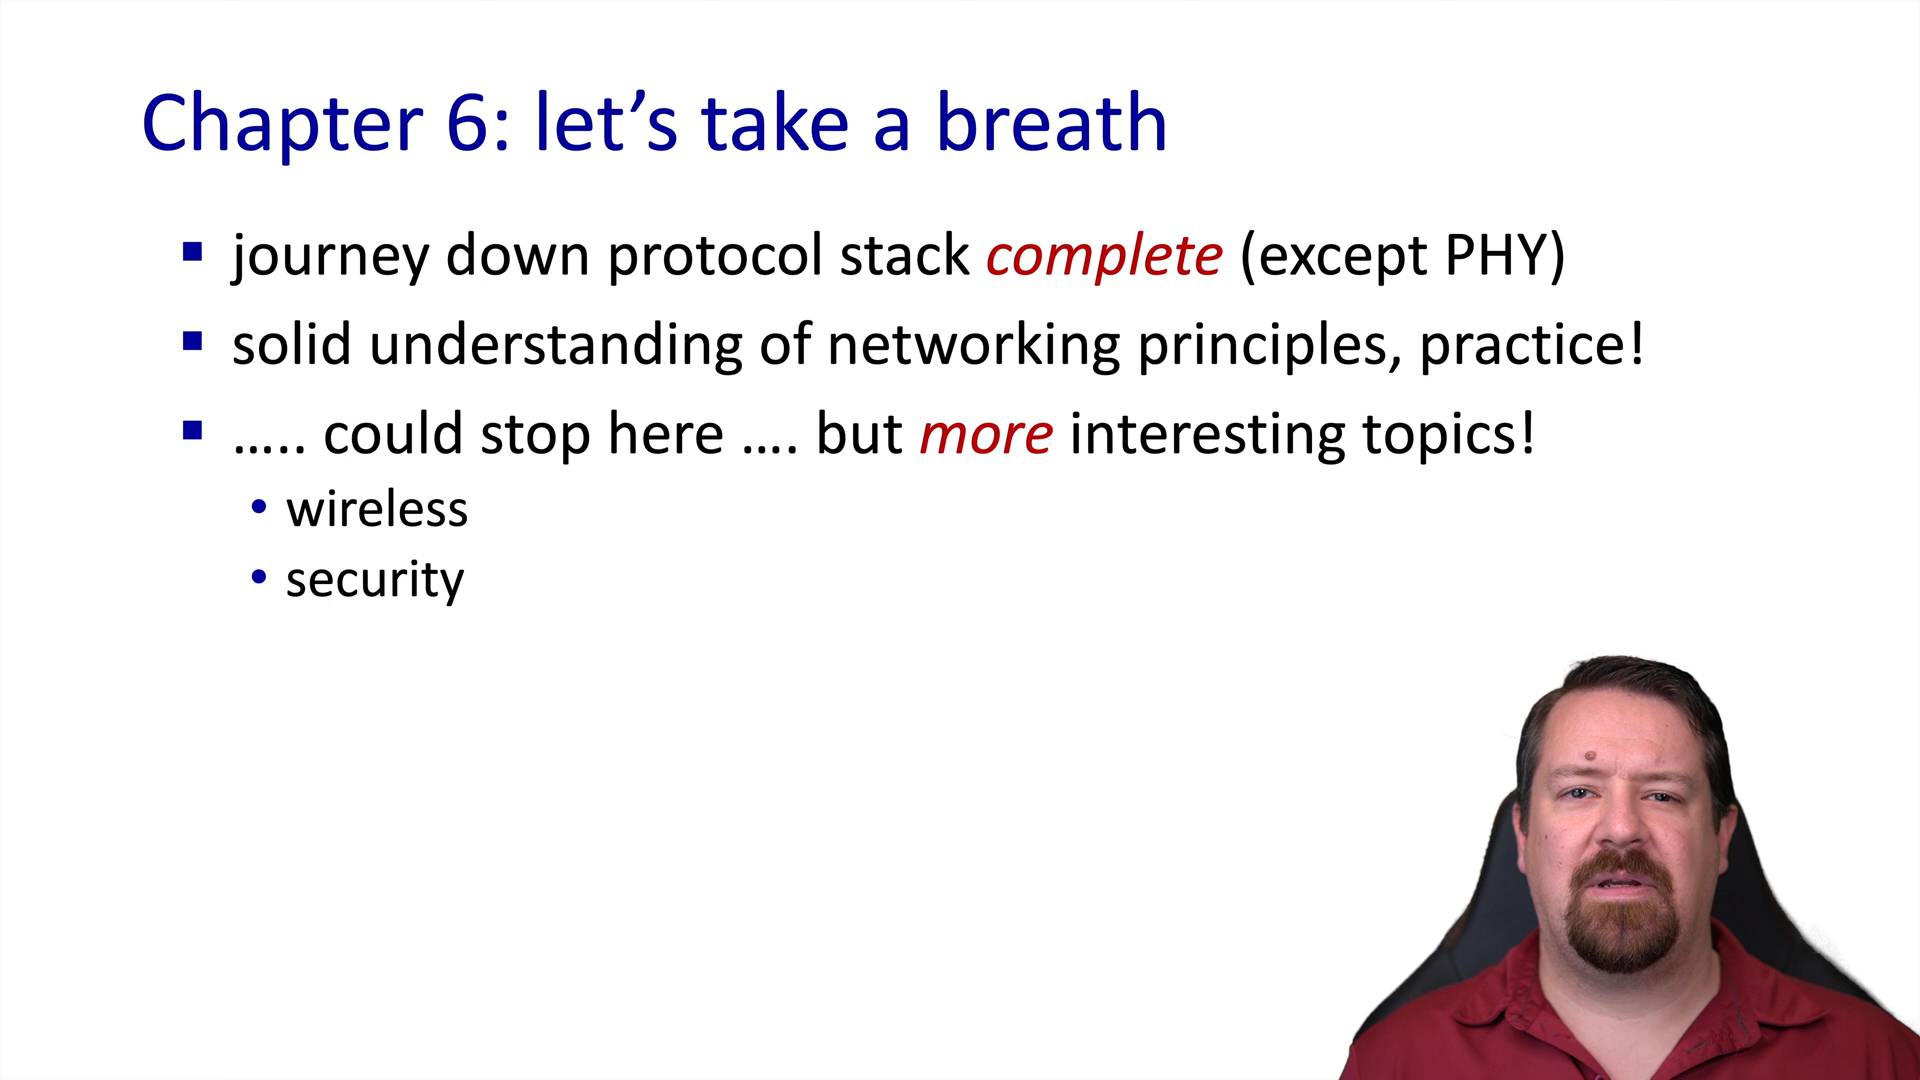 Chapter 6: let’s take a breath
▪ journey down protocol stack complete (except PHY)
▪ solid understanding of networking principles, practice!
▪ ….. could stop here …. but more interesting topics!
• wireless
• security